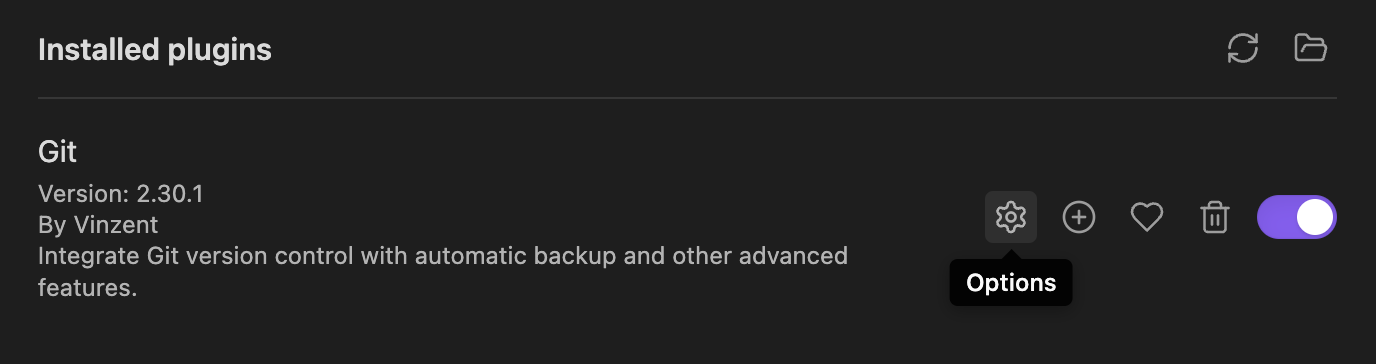 Installed plugins
Git
Version: 2.30.1
By Vinzent
Integrate Git version control with automatic backup and other advanced
features.
Options